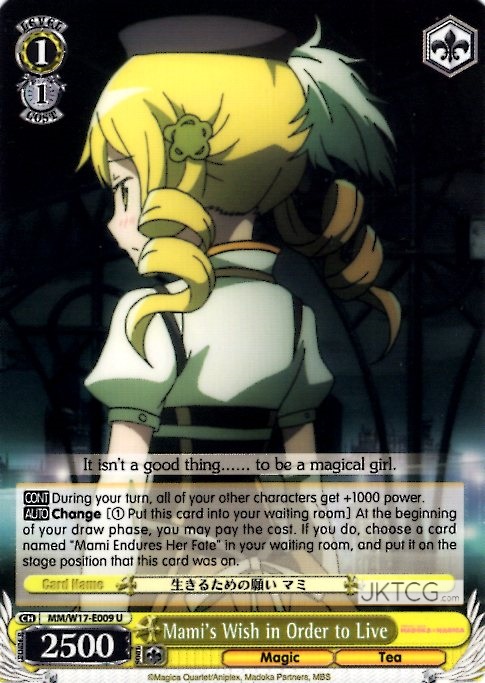 LEVEL
1
1
COST
It isn't a good thing...... to be a magical girl.
CONT During your turn, all of your other characters get +1000 power.
AUTO Change [① Put this card into your waiting room] At the beginning
of your draw phase, you may pay the cost. If you do, choose a card
named "Mami Endures Her Fate" in your waiting room, and put it on the
stage position that this card was on.
Card Name 生きるための願い マミ
JKTCG.com
CH MM/W17-E009 U
POWER 2500 SOUL Mami's Wish in Order to Live
Magic Tea
©Magica Quartet/Aniplex, Madoka Partners, MBS